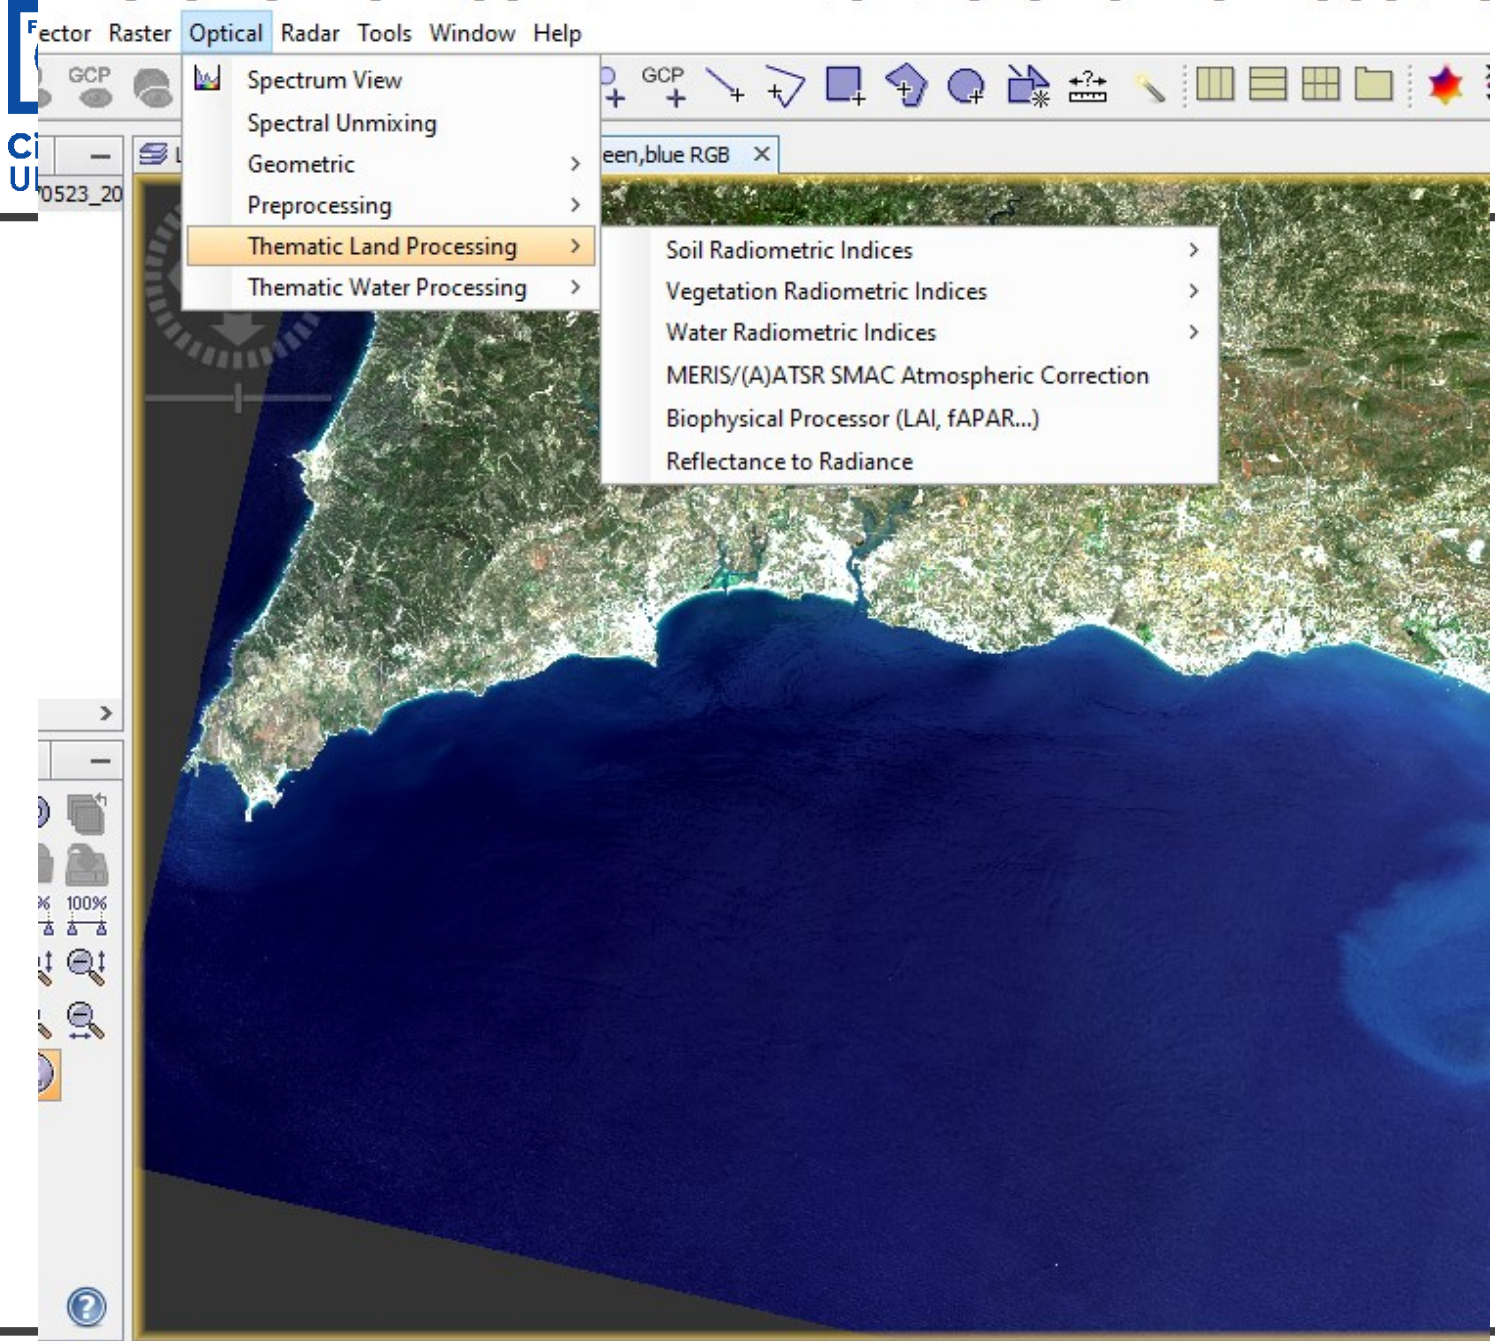 F
ector Raster Optical Radar Tools Window Help
GCP
GCP
Spectrum View
Spectral Unmixing
Geometric
Preprocessing
Thematic Land Processing
Thematic Water Processing
Ci
U
L
een,blue RGB
0523_20
Soil Radiometric Indices
Vegetation Radiometric Indices
Water Radiometric Indices
MERIS/(A)ATSR SMAC Atmospheric Correction
Biophysical Processor (LAI, fAPAR...)
Reflectance to Radiance
% 100%